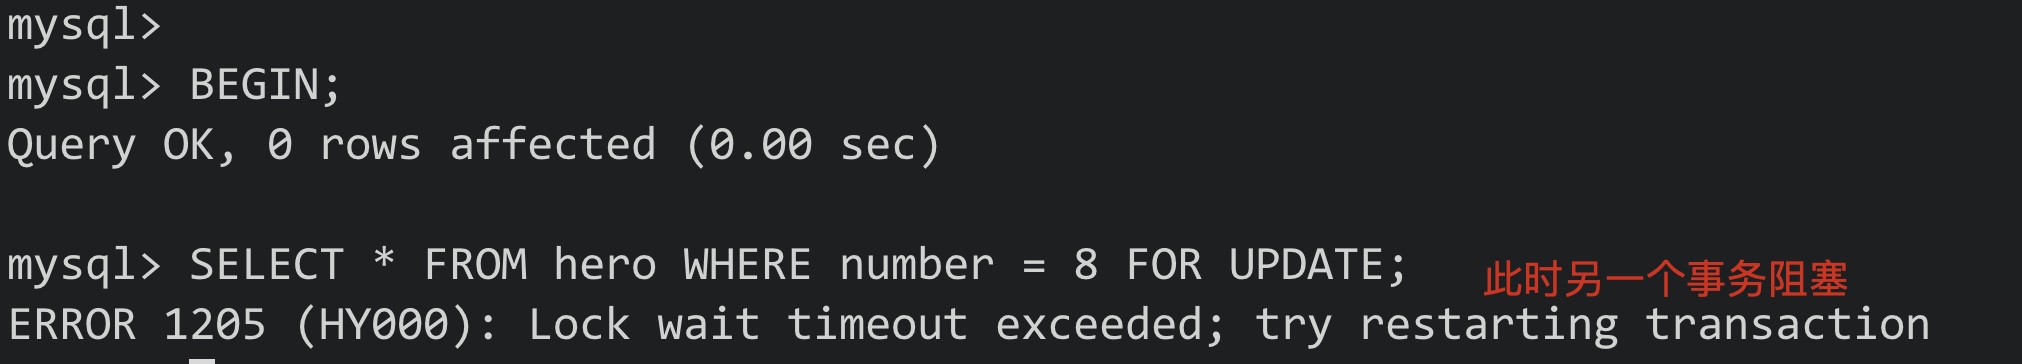 mysql>
mysql> BEGIN;
Query OK, 0 rows affected (0.00 sec)
mysql> SELECT * FROM hero WHERE number = 8 FOR UPDATE; 此时另一个事务阻塞
ERROR 1205 (HY000): Lock wait timeout exceeded; try restarting transaction